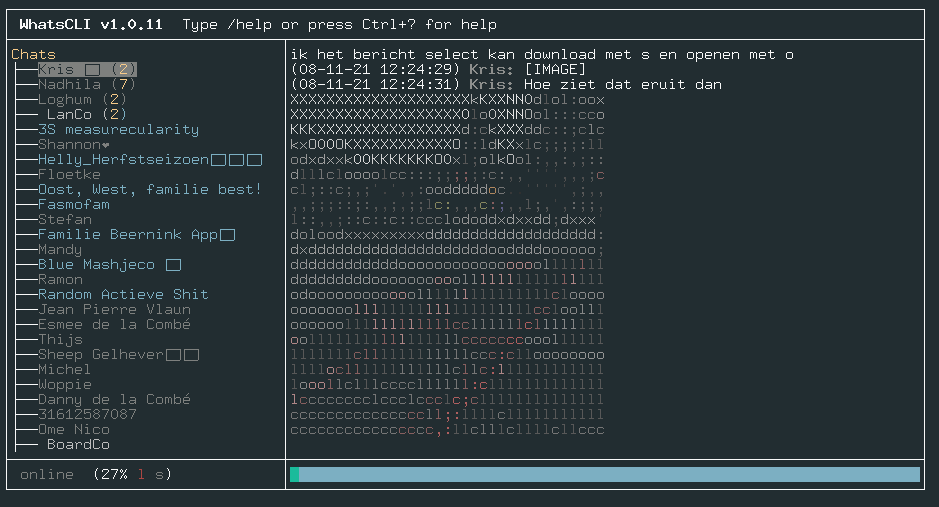 WhatsCLI v1.0.11  Type /help or press Ctrl+? for help
Chats
Kris (2)
Nadhila (7)
Loghum (2)
LanCo (2)
3S measurecularity
Shannon❤
Helly_Herfstseizoen
Floetke
Oost, West, familie best!
Fasmofam
Stefan
Familie Beernink App
Mandy
Blue Mashjeco
Ramon
Random Actieve Shit
Jean Pierre Vlaun
Esmee de la Combé
Thijs
Sheep Gelhever
Michel
Woppie
Danny de la Combé
31612587087
Ome Nico
BoardCo
ik het bericht select kan download met s en openen met o
(08-11-21 12:24:29) Kris: [IMAGE]
(08-11-21 12:24:31) Kris: Hoe ziet dat eruit dan
online  (27% l s)